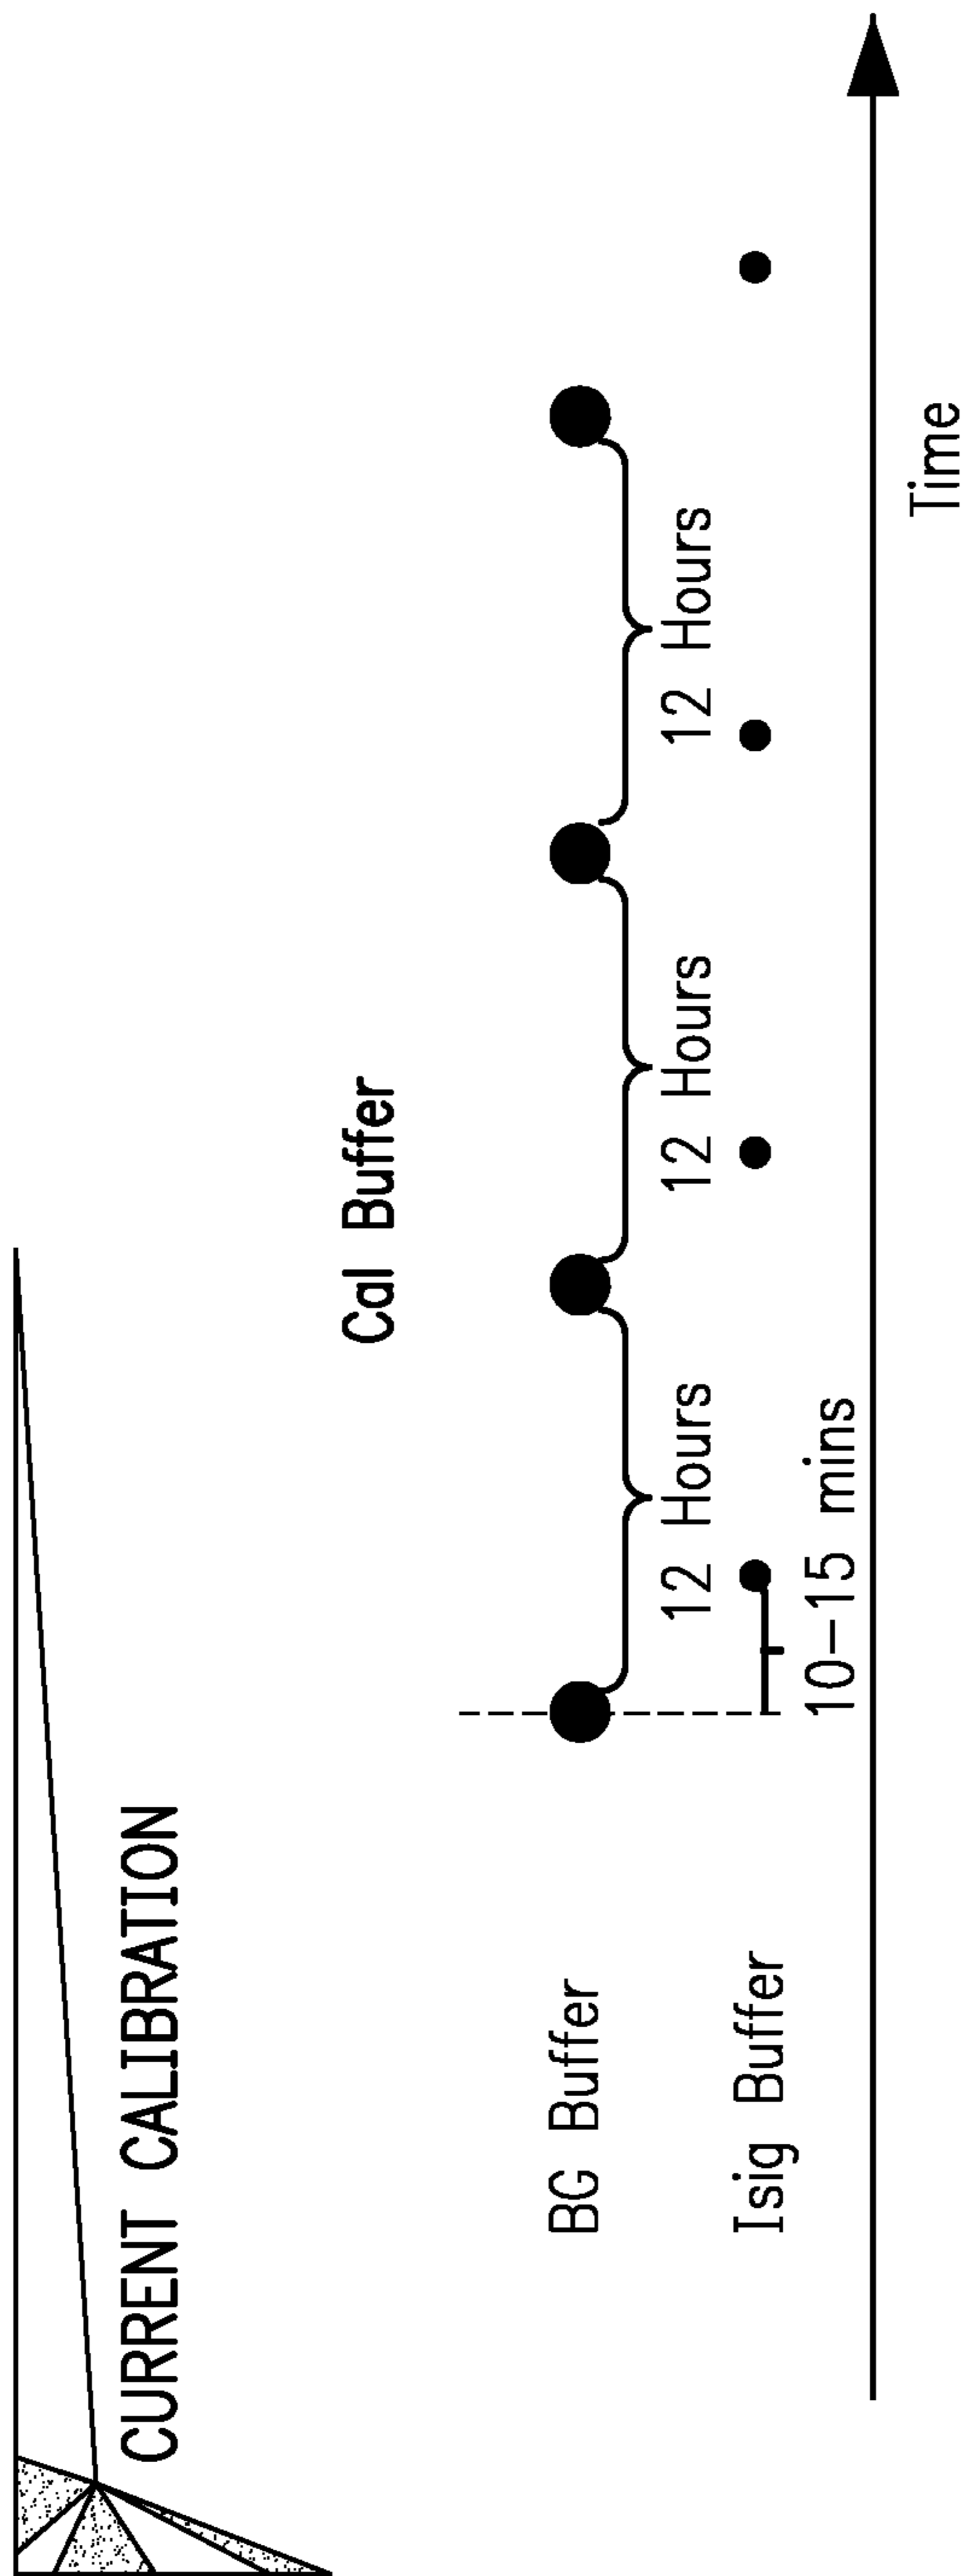 CURRENT CALIBRATION
Cal Buffer
BG Buffer
12 Hours
12 Hours
12 Hours
Isig Buffer
10-15 mins
Time